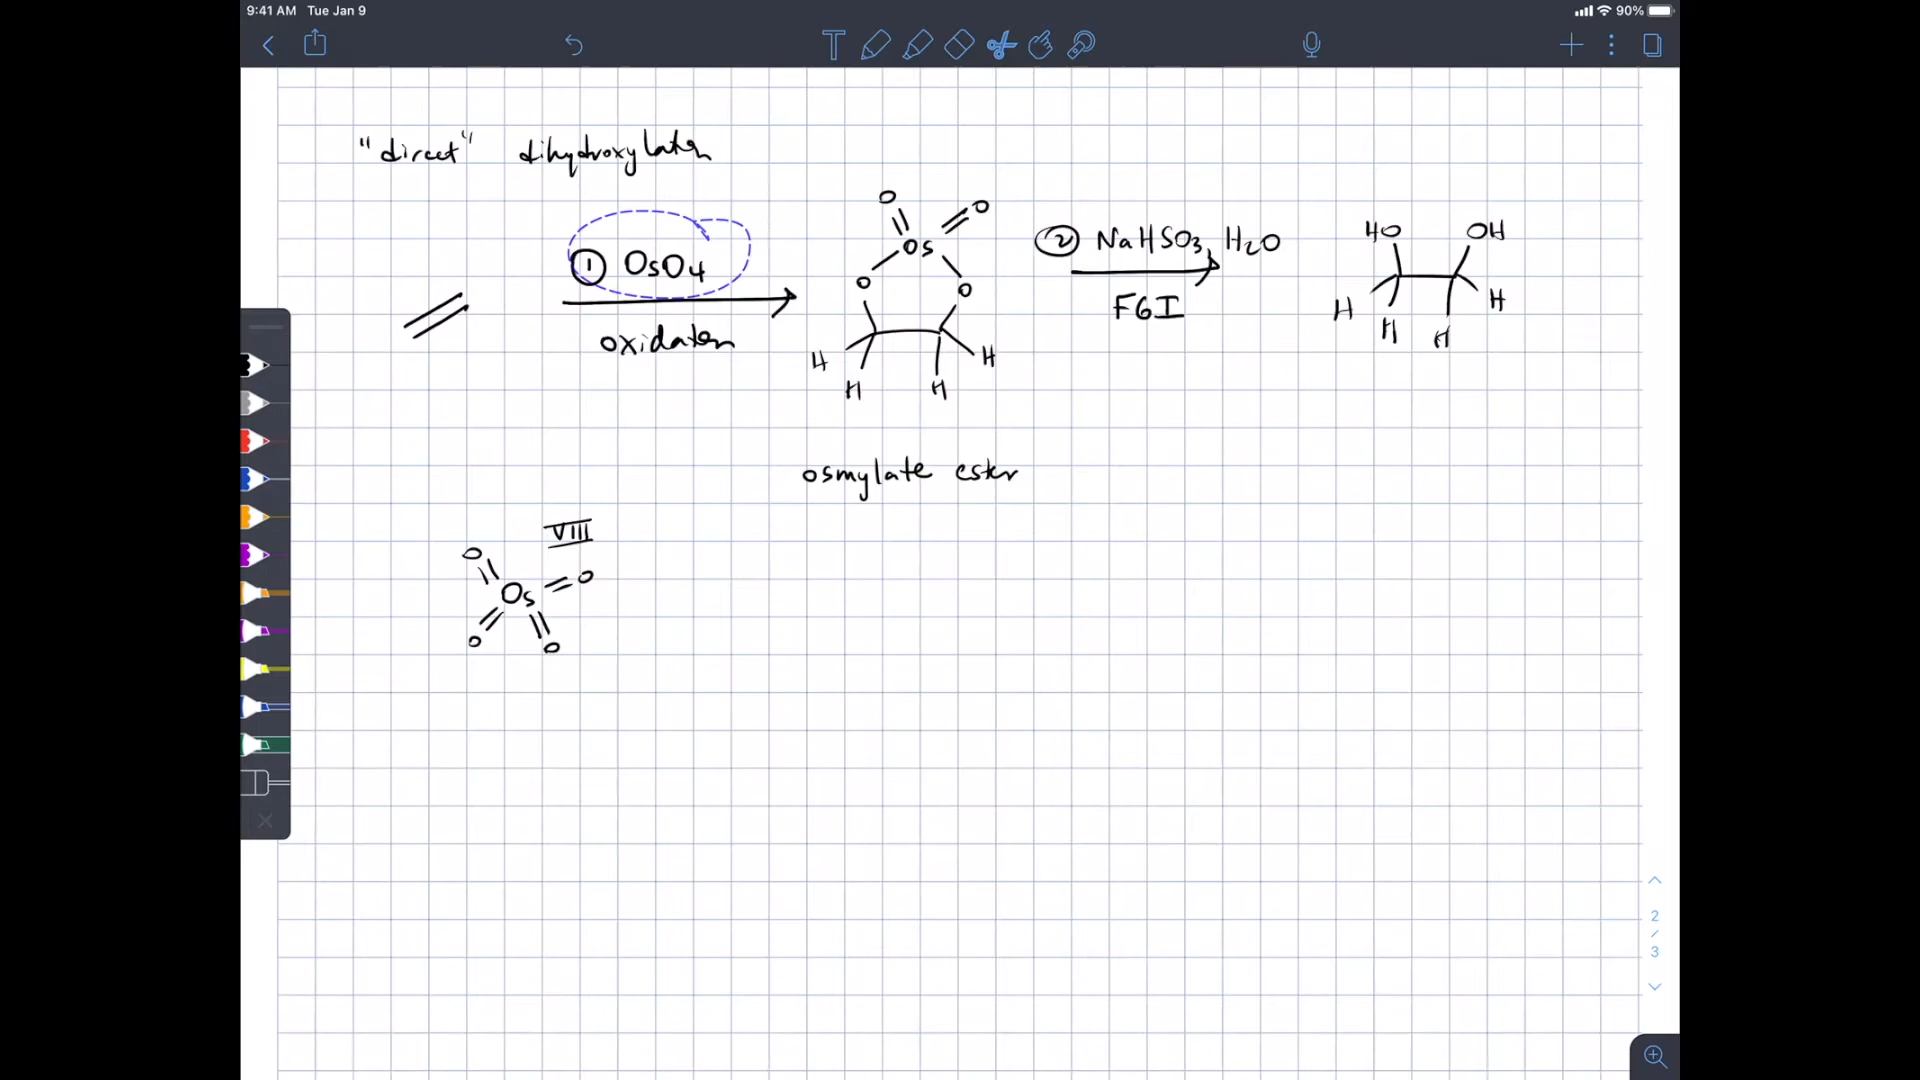 9:41 AM Tue Jan 9
90%
"direct" dihydroxylation
① OsO4
oxidation
O O
Os
O O
H H H H
② NaHSO3, H2O
FGI
HO OH
H H H H
osmylate ester
VIII
O
Os O
O O
2
/
3